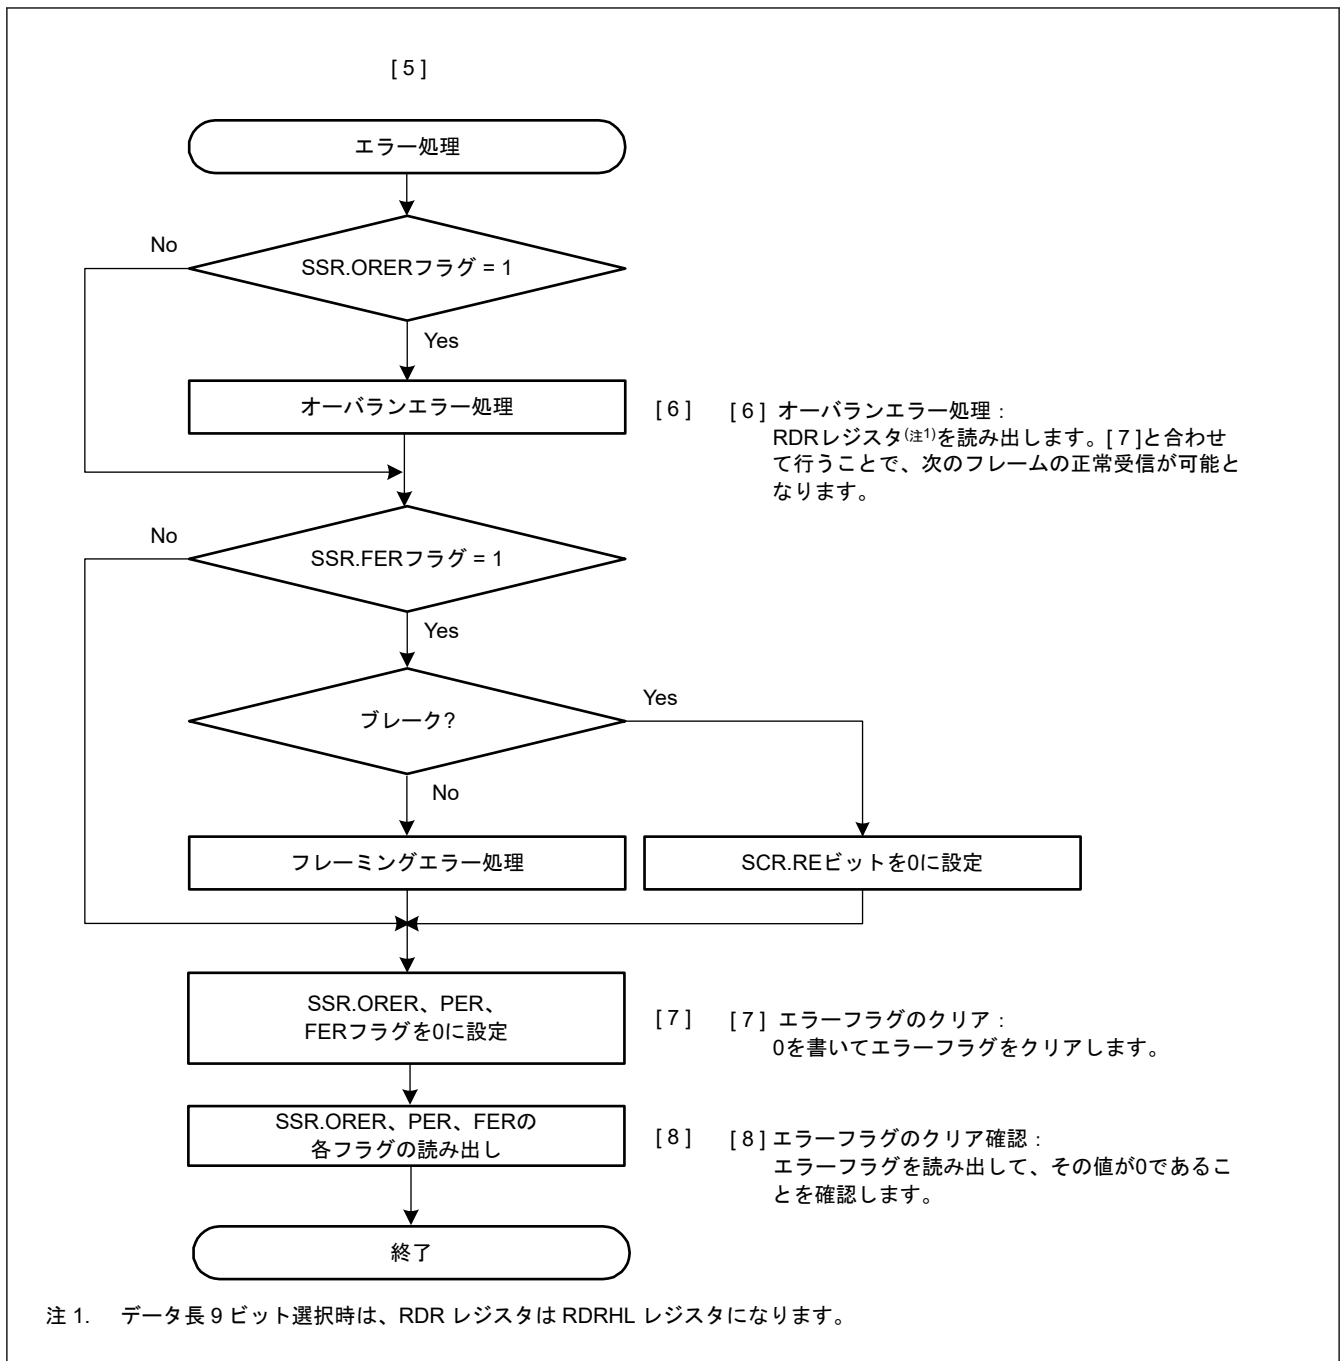 [ 5 ]
エラー処理
No
SSR.ORERフラグ = 1
Yes
オーバランエラー処理
[ 6 ]
[ 6 ] オーバランエラー処理：
RDRレジスタ(注1)を読み出します。[ 7 ]と合わせ
て行うことで、次のフレームの正常受信が可能と
なります。
No
SSR.FERフラグ = 1
Yes
ブレーク?
Yes
No
フレーミングエラー処理
SCR.REビットを0に設定
SSR.ORER、PER、
FERフラグを0に設定
[ 7 ]
[ 7 ] エラーフラグのクリア：
0を書いてエラーフラグをクリアします。
SSR.ORER、PER、FERの
各フラグの読み出し
[ 8 ]
[ 8 ] エラーフラグのクリア確認：
エラーフラグを読み出して、その値が0であるこ
とを確認します。
終了
注 1. データ長 9 ビット選択時は、RDR レジスタは RDRHL レジスタになります。